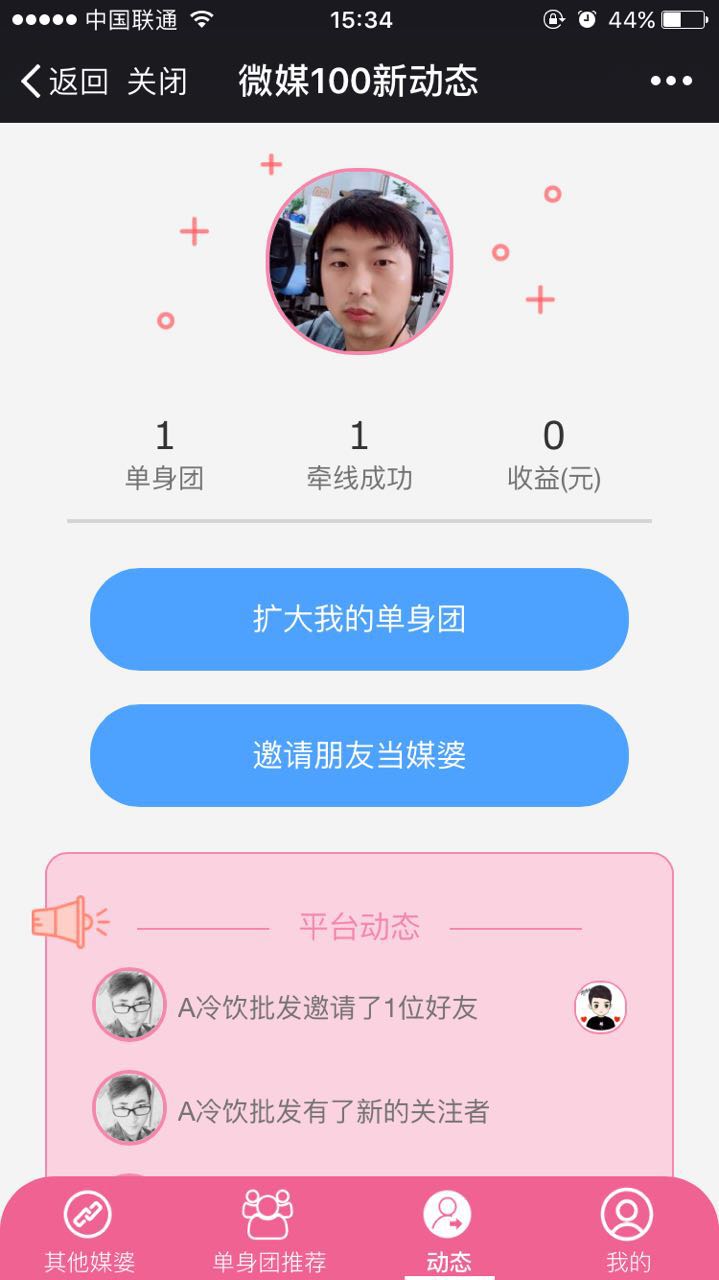 中国联通 15:34 44%
返回 关闭 微媒100新动态
1 1 0
单身团 牵线成功 收益(元)
扩大我的单身团
邀请朋友当媒婆
平台动态
A冷饮批发邀请了1位好友
A冷饮批发有了新的关注者
其他媒婆 单身团推荐 动态 我的